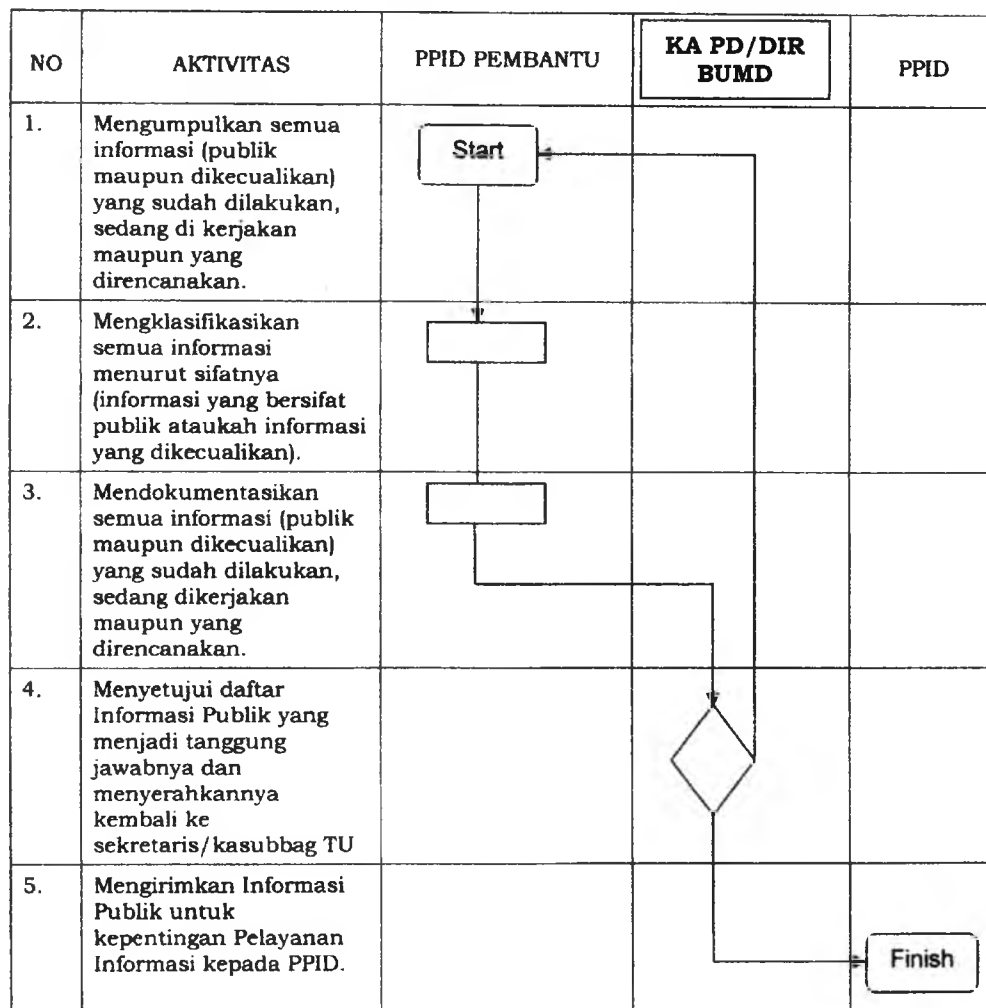 NO
AKTIVITAS
PPID PEMBANTU
KA PD/DIR
BUMD
PPID
1.
Mengumpulkan semua
informasi (publik
maupun dikecualikan)
yang sudah dilakukan,
sedang di kerjakan
maupun yang
direncanakan.
Start
2.
Mengklasifikasikan
semua informasi
menurut sifatnya
(informasi yang bersifat
publik ataukah informasi
yang dikecualikan).
3.
Mendokumentasikan
semua informasi (publik
maupun dikecualikan)
yang sudah dilakukan,
sedang dikerjakan
maupun yang
direncanakan.
4.
Menyetujui daftar
Informasi Publik yang
menjadi tanggung
jawabnya dan
menyerahkannya
kembali ke
sekretaris/kasubbag TU
5.
Mengirimkan Informasi
Publik untuk
kepentingan Pelayanan
Informasi kepada PPID.
Finish